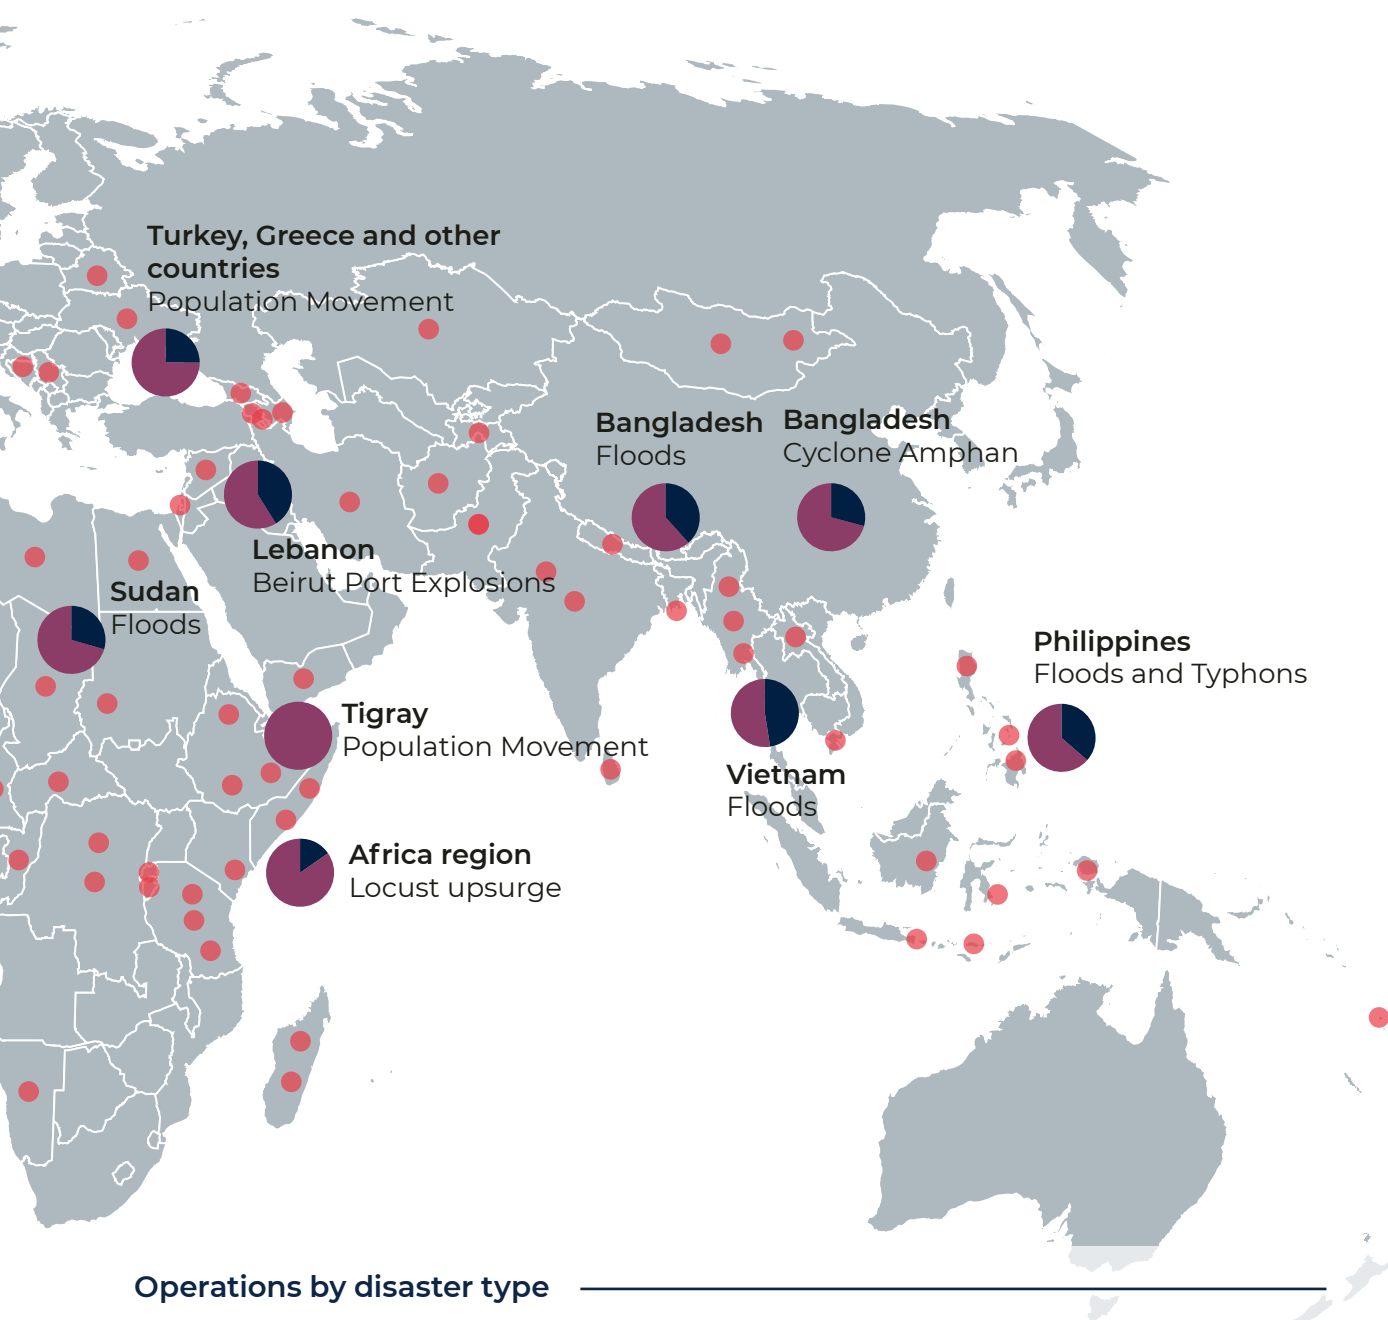 Turkey, Greece and other
countries
Population Movement
Bangladesh
Floods
Bangladesh
Cyclone Amphan
Lebanon
Beirut Port Explosions
Sudan
Floods
Philippines
Floods and Typhons
Tigray
Population Movement
Vietnam
Floods
Africa region
Locust upsurge
Operations by disaster type